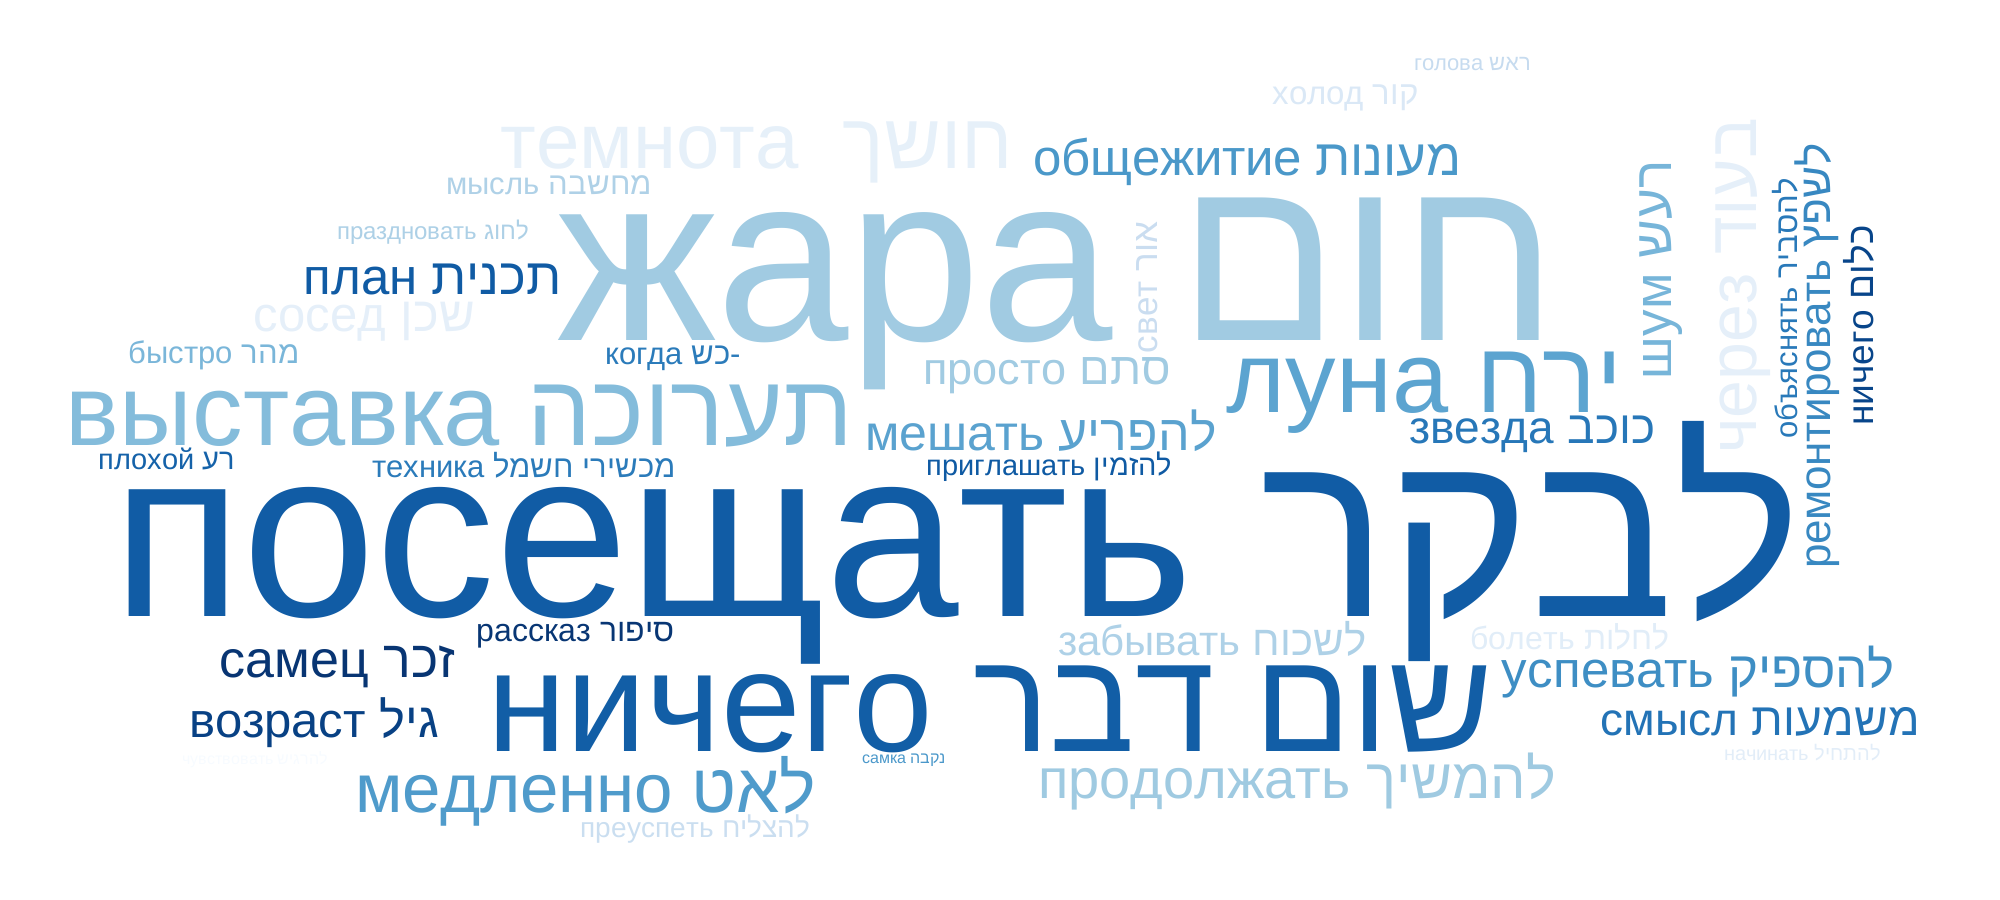 голова ראש
холод קור
темнота חושך
общежитие מעונות
мысль מחשבה
жара חום
праздновать לחוג
план תכנית
сосед שכן
свет אור
шум רעש
через בעוד
объяснять להסביר
ремонтировать לשפץ
ничего כלום
быстро מהר
когда כש-
просто סתם
луна ירח
выставка תערוכה
мешать להפריע
звезда כוכב
плохой רע
техника מכשירי חשמל
приглашать להזמין
посещать לבקר
рассказ סיפור
забывать לשכוח
болеть לחלות
самец זכר
ничего שום דבר
успевать להספיק
возраст גיל
смысл משמעות
самка נקבה
начинать להתחיל
медленно לאט
продолжать להמשיך
преуспеть להצליח